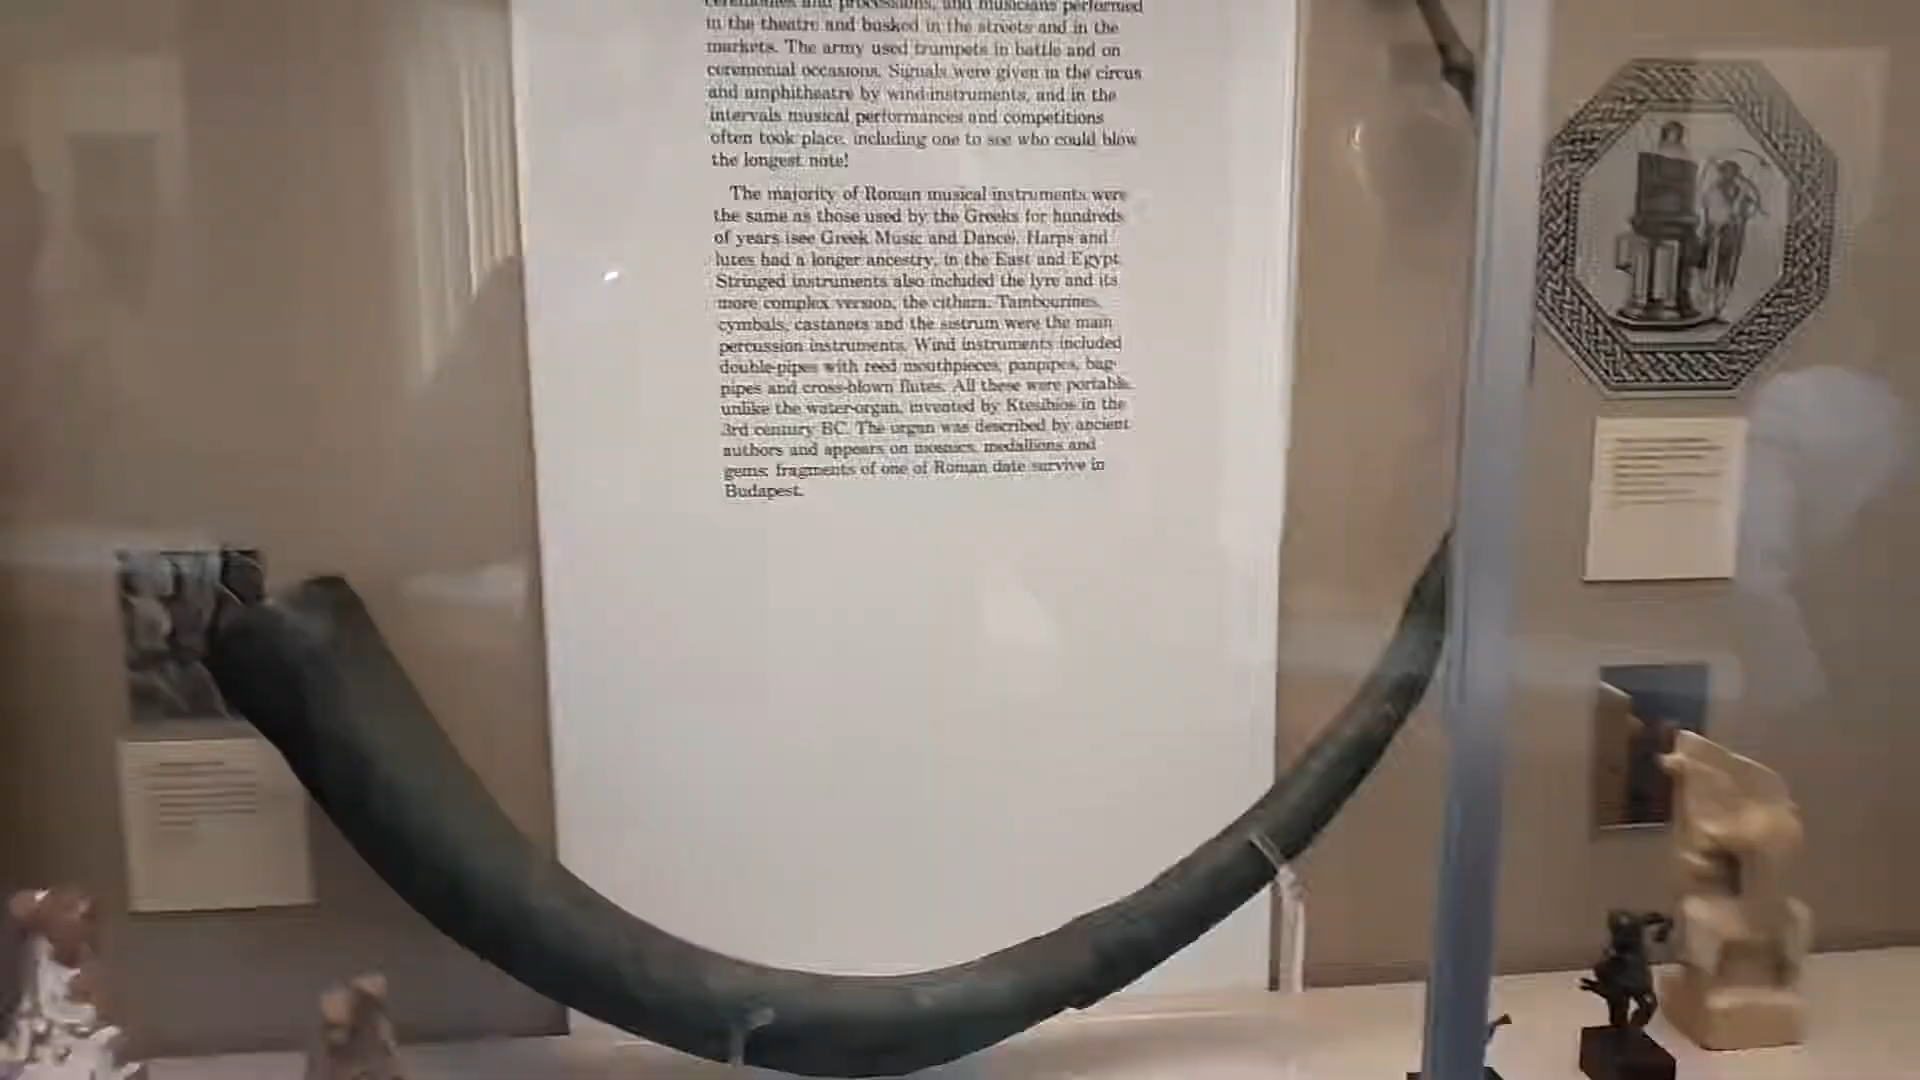 ceremonies and processions, and musicians performed
in the theatre and busked in the streets and in the
markets. The army used trumpets in battle and on
ceremonial occasions. Signals were given in the circus
and amphitheatre by wind-instruments, and in the
intervals musical performances and competitions
often took place, including one to see who could blow
the longest note!
The majority of Roman musical instruments were
the same as those used by the Greeks for hundreds
of years (see Greek Music and Dance). Harps and
lutes had a longer ancestry, in the East and Egypt.
Stringed instruments also included the lyre and its
more complex version, the cithara. Tambourines,
cymbals, castanets and the sistrum were the main
percussion instruments. Wind instruments included
double-pipes with reed mouthpieces, panpipes, bag-
pipes and cross-blown flutes. All these were portable,
unlike the water-organ, invented by Ktesibios in the
3rd century BC. The organ was described by ancient
authors and appears on mosaics, medallions and
gems; fragments of one of Roman date survive in
Budapest.